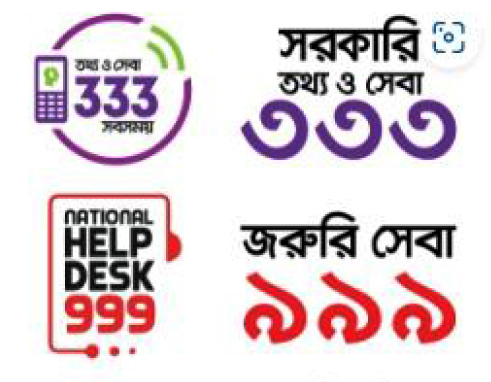 তথ্য ও সেবা
333
সবসময়
সরকারি
তথ্য ও সেবা
৩৩৩
NATIONAL
HELP
DESK
999
জরুরি সেবা
৯৯৯